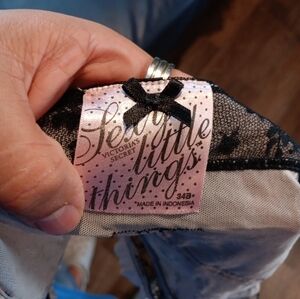 Sexy
VICTORIA'S
SECRET
little
things.
34B
*MADE IN INDONESIA